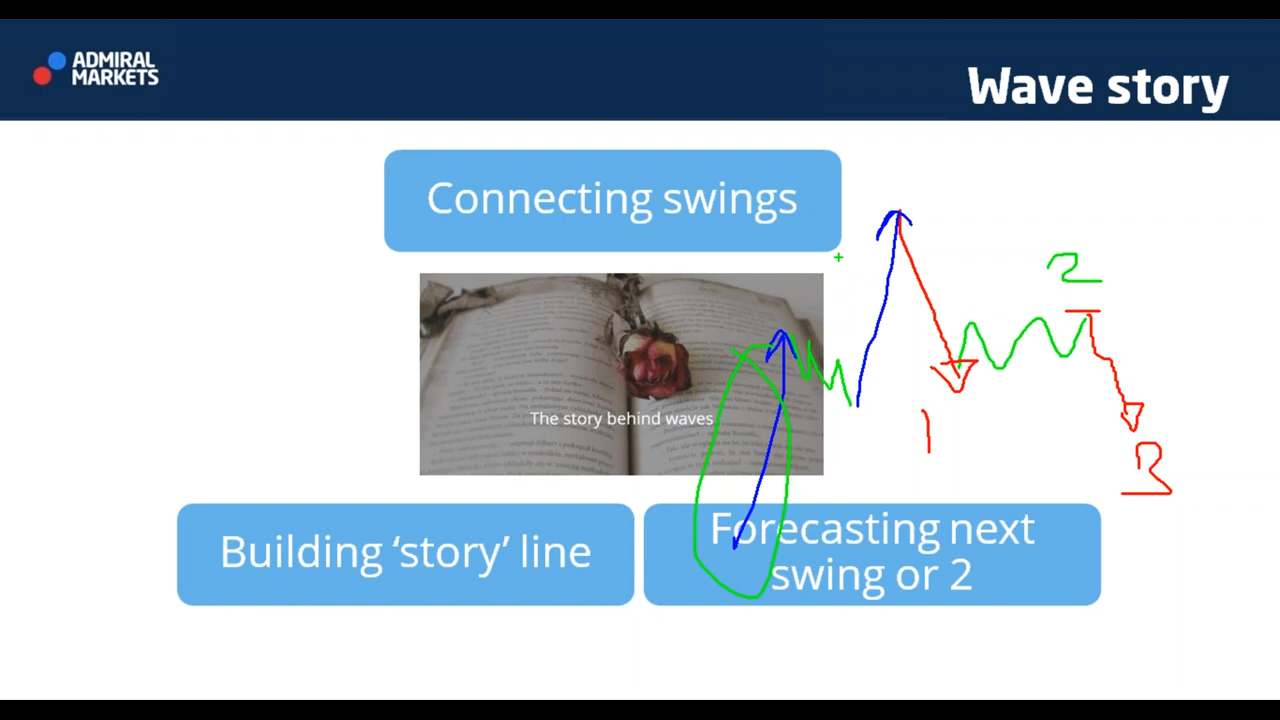 ADMIRAL
MARKETS
Wave story
Connecting swings
The story behind waves
Building ‘story’ line
Forecasting next
swing or 2
1
2
3